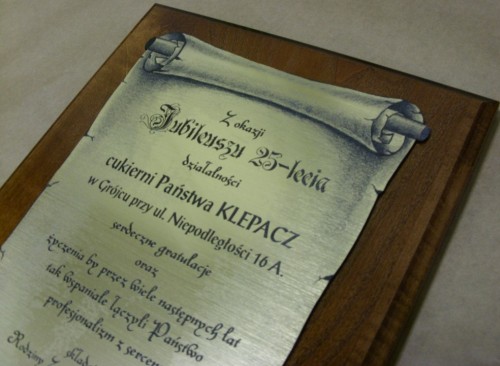 Z okazji
Jubileuszu 25-lecia
działalności
cukierni Państwa KLEPACZ
w Grójcu przy ul. Niepodległości 16 A.
serdeczne gratulacje
oraz
życzenia by przez wiele następnych lat
tak wspaniale łączyli Państwo
profesjonalizm z sercem